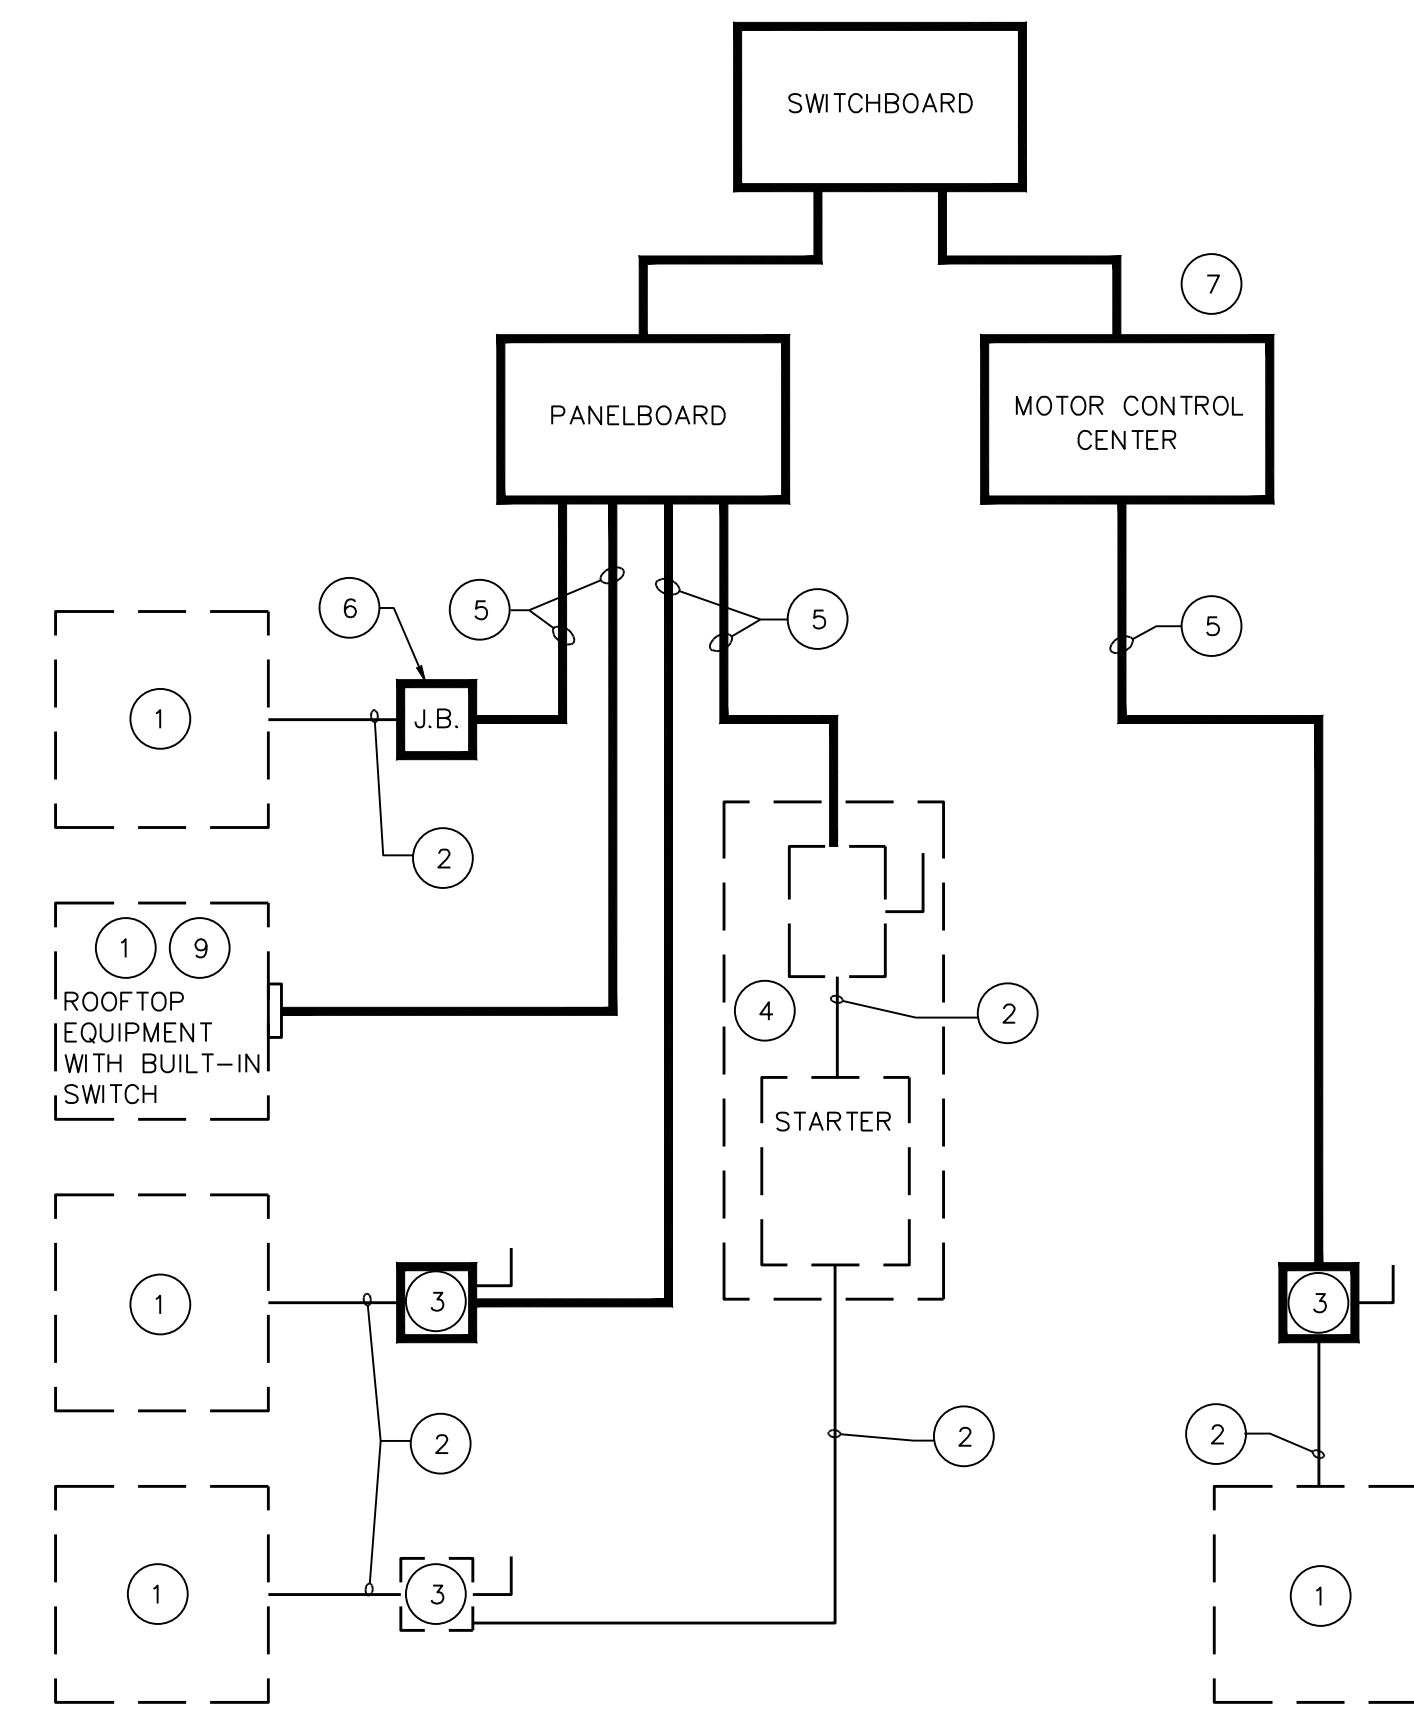 SWITCHBOARD
7
PANELBOARD
MOTOR CONTROL
CENTER
6
5
5
5
1
J.B.
2
1 9
ROOFTOP
EQUIPMENT
WITH BUILT-IN
SWITCH
4
2
STARTER
1
3
3
2
2
2
1
3
1